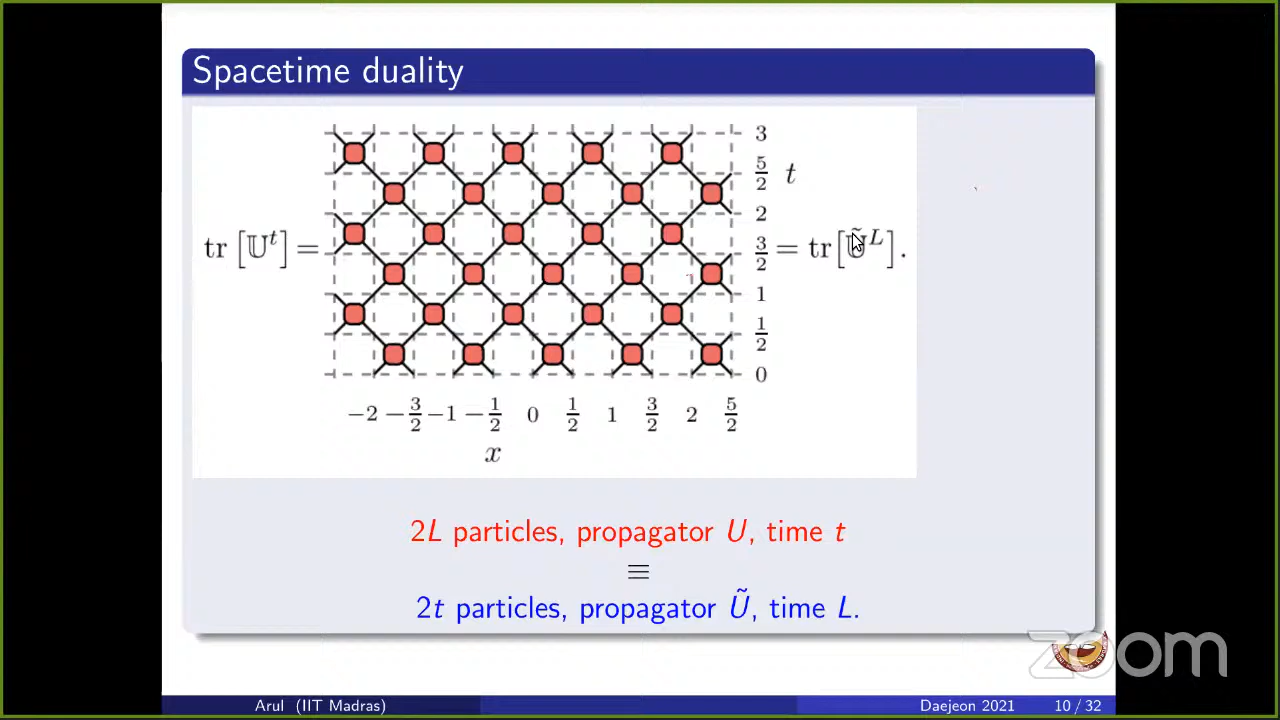 Spacetime duality
3
5/2 t
2
tr [𝕌ᵗ] = 3/2 = tr[𝕌̃ᴸ].
1
1/2
0
−2 −3/2 −1 −1/2 0 1/2 1 3/2 2 5/2
x
2L particles, propagator U, time t
≡
2t particles, propagator Ũ, time L.
zoom
Arul (IIT Madras) Daejeon 2021 10 / 32